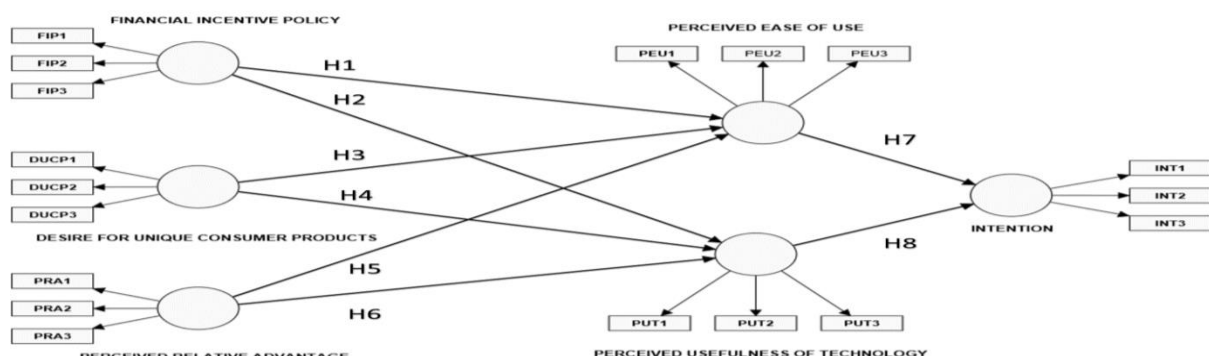 FINANCIAL INCENTIVE POLICY
FIP1
FIP2
FIP3
H1
H2
PERCEIVED EASE OF USE
PEU1
PEU2
PEU3
DUCP1
DUCP2
DUCP3
DESIRE FOR UNIQUE CONSUMER PRODUCTS
H3
H4
H7
INT1
INT2
INT3
INTENTION
H8
PRA1
PRA2
PRA3
PERCEIVED RELATIVE ADVANTAGE
H5
H6
PUT1
PUT2
PUT3
PERCEIVED USEFULNESS OF TECHNOLOGY